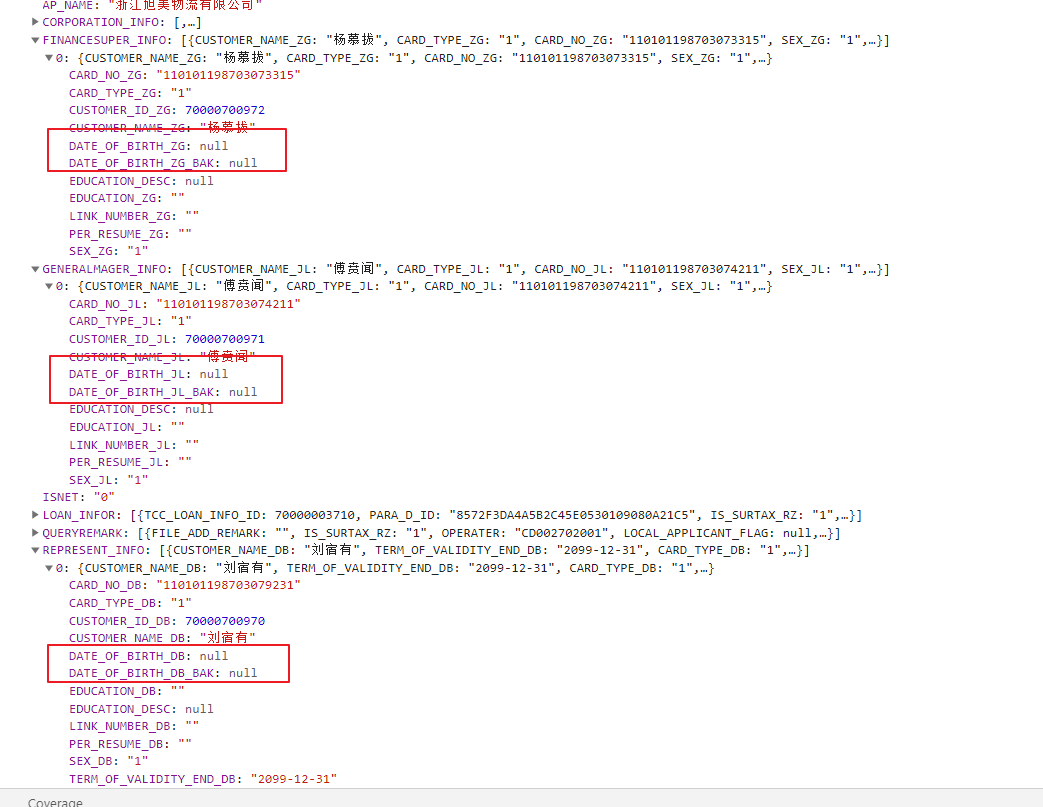 AP_NAME: "浙江旭美物流有限公司"
CORPORATION_INFO: [,…]
FINANCESUPER_INFO: [{CUSTOMER_NAME_ZG: "杨慕拔", CARD_TYPE_ZG: "1", CARD_NO_ZG: "110101198703073315", SEX_ZG: "1",…}]
0: {CUSTOMER_NAME_ZG: "杨慕拔", CARD_TYPE_ZG: "1", CARD_NO_ZG: "110101198703073315", SEX_ZG: "1",…}
CARD_NO_ZG: "110101198703073315"
CARD_TYPE_ZG: "1"
CUSTOMER_ID_ZG: 70000700972
CUSTOMER_NAME_ZG: "杨慕拔"
DATE_OF_BIRTH_ZG: null
DATE_OF_BIRTH_ZG_BAK: null
EDUCATION_DESC: null
EDUCATION_ZG: ""
LINK_NUMBER_ZG: ""
PER_RESUME_ZG: ""
SEX_ZG: "1"
GENERALMAGER_INFO: [{CUSTOMER_NAME_JL: "傅贲闻", CARD_TYPE_JL: "1", CARD_NO_JL: "110101198703074211", SEX_JL: "1",…}]
0: {CUSTOMER_NAME_JL: "傅贲闻", CARD_TYPE_JL: "1", CARD_NO_JL: "110101198703074211", SEX_JL: "1",…}
CARD_NO_JL: "110101198703074211"
CARD_TYPE_JL: "1"
CUSTOMER_ID_JL: 70000700971
CUSTOMER_NAME_JL: "傅贲闻"
DATE_OF_BIRTH_JL: null
DATE_OF_BIRTH_JL_BAK: null
EDUCATION_DESC: null
EDUCATION_JL: ""
LINK_NUMBER_JL: ""
PER_RESUME_JL: ""
SEX_JL: "1"
ISNET: "0"
LOAN_INFOR: [{TCC_LOAN_INFO_ID: 70000003710, PARA_D_ID: "8572F3DA4A5B2C45E0530109080A21C5", IS_SURTAX_RZ: "1",…}]
QUERYREMARK: [{FILE_ADD_REMARK: "", IS_SURTAX_RZ: "1", OPERATER: "CD002702001", LOCAL_APPLICANT_FLAG: null,…}]
REPRESENT_INFO: [{CUSTOMER_NAME_DB: "刘宿有", TERM_OF_VALIDITY_END_DB: "2099-12-31", CARD_TYPE_DB: "1",…}]
0: {CUSTOMER_NAME_DB: "刘宿有", TERM_OF_VALIDITY_END_DB: "2099-12-31", CARD_TYPE_DB: "1",…}
CARD_NO_DB: "110101198703079231"
CARD_TYPE_DB: "1"
CUSTOMER_ID_DB: 70000700970
CUSTOMER_NAME_DB: "刘宿有"
DATE_OF_BIRTH_DB: null
DATE_OF_BIRTH_DB_BAK: null
EDUCATION_DB: ""
EDUCATION_DESC: null
LINK_NUMBER_DB: ""
PER_RESUME_DB: ""
SEX_DB: "1"
TERM_OF_VALIDITY_END_DB: "2099-12-31"
Coverage